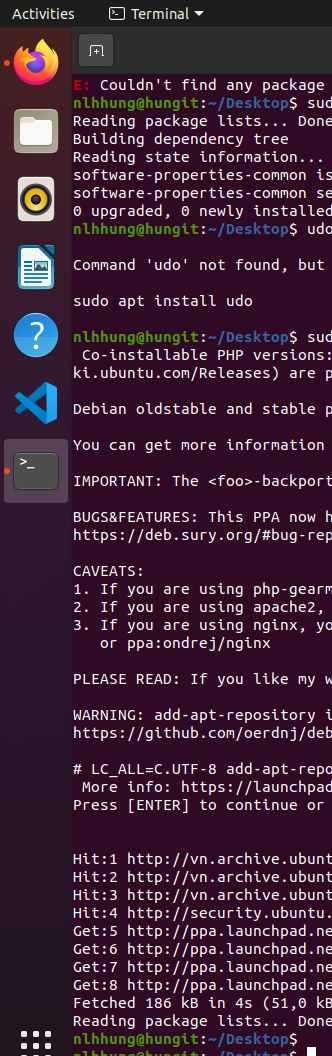 Activities
Terminal
E: Couldn't find any package
nlhhung@hungit:~/Desktop$ sud
Reading package lists... Done
Building dependency tree
Reading state information...
software-properties-common is
software-properties-common se
0 upgraded, 0 newly installed
nlhhung@hungit:~/Desktop$ udo
Command 'udo' not found, but
sudo apt install udo
nlhhung@hungit:~/Desktop$ sud
Co-installable PHP versions:
ki.ubuntu.com/Releases) are p
Debian oldstable and stable p
You can get more information
IMPORTANT: The <foo>-backport
BUGS&FEATURES: This PPA now h
https://deb.sury.org/#bug-rep
CAVEATS:
1. If you are using php-gearm
2. If you are using apache2,
3. If you are using nginx, yo
or ppa:ondrej/nginx
PLEASE READ: If you like my w
WARNING: add-apt-repository i
https://github.com/oerdnj/deb
# LC_ALL=C.UTF-8 add-apt-repo
More info: https://launchpad
Press [ENTER] to continue or
Hit:1 http://vn.archive.ubunt
Hit:2 http://vn.archive.ubunt
Hit:3 http://vn.archive.ubunt
Hit:4 http://security.ubuntu.
Get:5 http://ppa.launchpad.ne
Get:6 http://ppa.launchpad.ne
Get:7 http://ppa.launchpad.ne
Get:8 http://ppa.launchpad.ne
Fetched 186 kB in 4s (51,0 kB
Reading package lists... Done
nlhhung@hungit:~/Desktop$
nlhhung@hungit:~/Desktop$